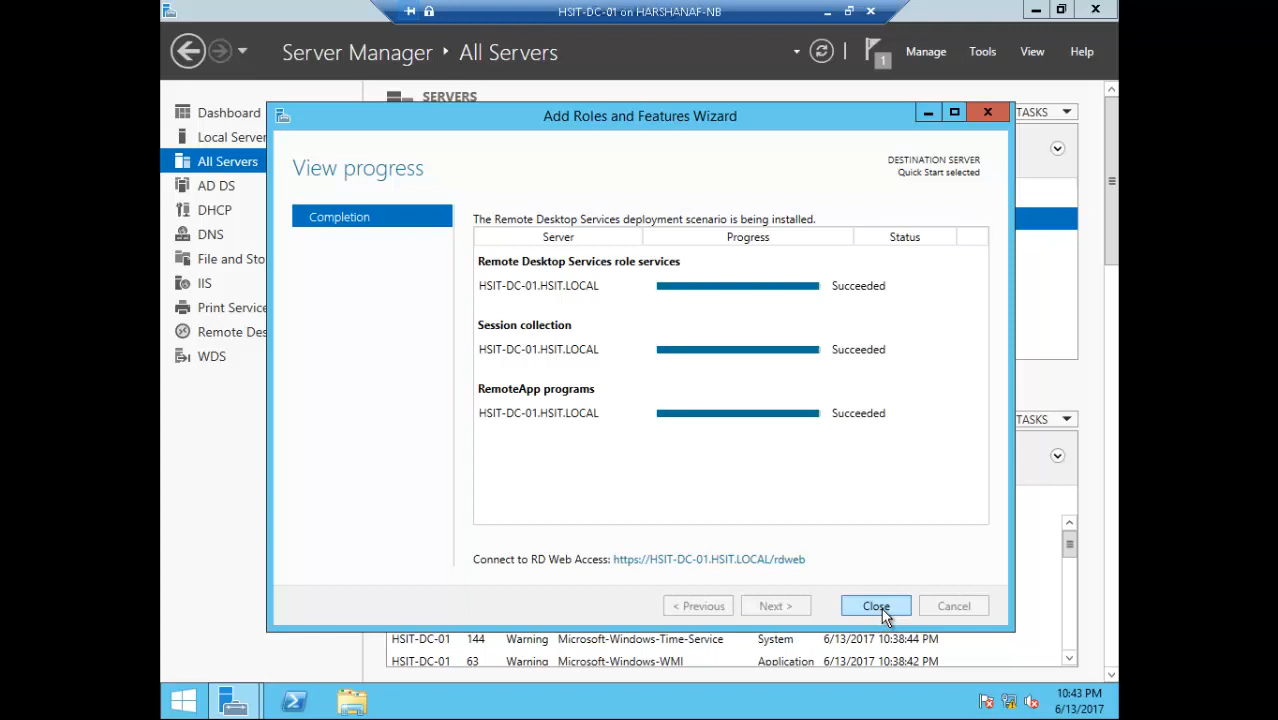 HSIT-DC-01 on HARSHANAF-NB
Server Manager ‣ All Servers
1
Manage Tools View Help
Dashboard
Local Server
All Servers
AD DS
DHCP
DNS
File and Sto
IIS
Print Service
Remote Des
WDS
SERVERS
TASKS
TASKS
Add Roles and Features Wizard
View progress
DESTINATION SERVER
Quick Start selected
Completion
The Remote Desktop Services deployment scenario is being installed.
Server Progress Status
Remote Desktop Services role services
HSIT-DC-01.HSIT.LOCAL Succeeded
Session collection
HSIT-DC-01.HSIT.LOCAL Succeeded
RemoteApp programs
HSIT-DC-01.HSIT.LOCAL Succeeded
Connect to RD Web Access: https://HSIT-DC-01.HSIT.LOCAL/rdweb
< Previous Next > Close Cancel
HSIT-DC-01 144 Warning Microsoft-Windows-Time-Service System 6/13/2017 10:38:44 PM
HSIT-DC-01 63 Warning Microsoft-Windows-WMI Application 6/13/2017 10:38:42 PM
10:43 PM
6/13/2017